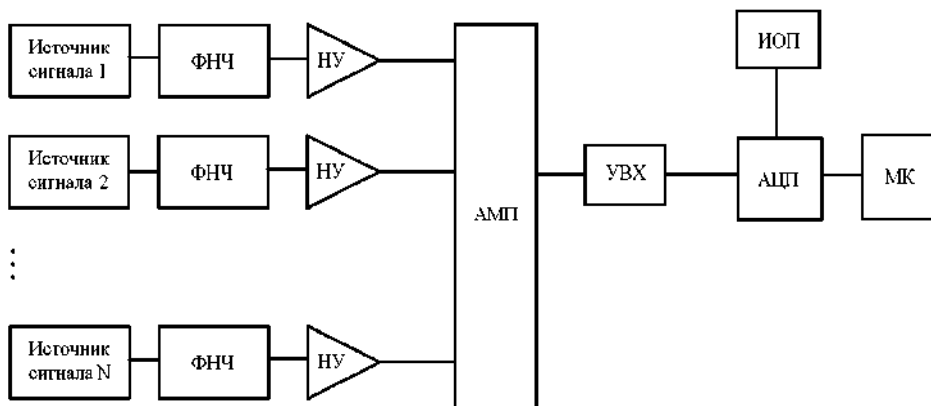 Источник
сигнала 1
ФНЧ
НУ
ИОП
Источник
сигнала 2
ФНЧ
НУ
АМП
УВХ
АЦП
МК
Источник
сигнала N
ФНЧ
НУ